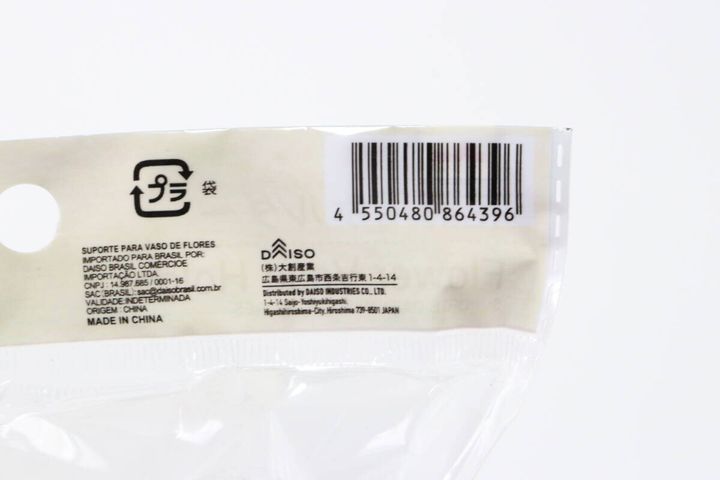 プラ 袋
SUPORTE PARA VASO DE FLORES
IMPORTADO PARA BRASIL POR:
DAISO BRASIL COMÉRCIOE
IMPORTAÇÃO LTDA.
CNPJ : 14.987.685 / 0001-16
SAC (BRASIL): sac@daisobrasil.com.br
VALIDADE:INDETERMINADA
ORIGEM : CHINA
MADE IN CHINA
4 550480 864396
DAISO
(株)大創産業
広島県東広島市西条吉行東1-4-14
Distributed by DAISO INDUSTRIES CO., LTD.
1-4-14 Saijo-Yoshiyukihigashi,
Higashihiroshima-City, Hiroshima 739-8501 JAPAN